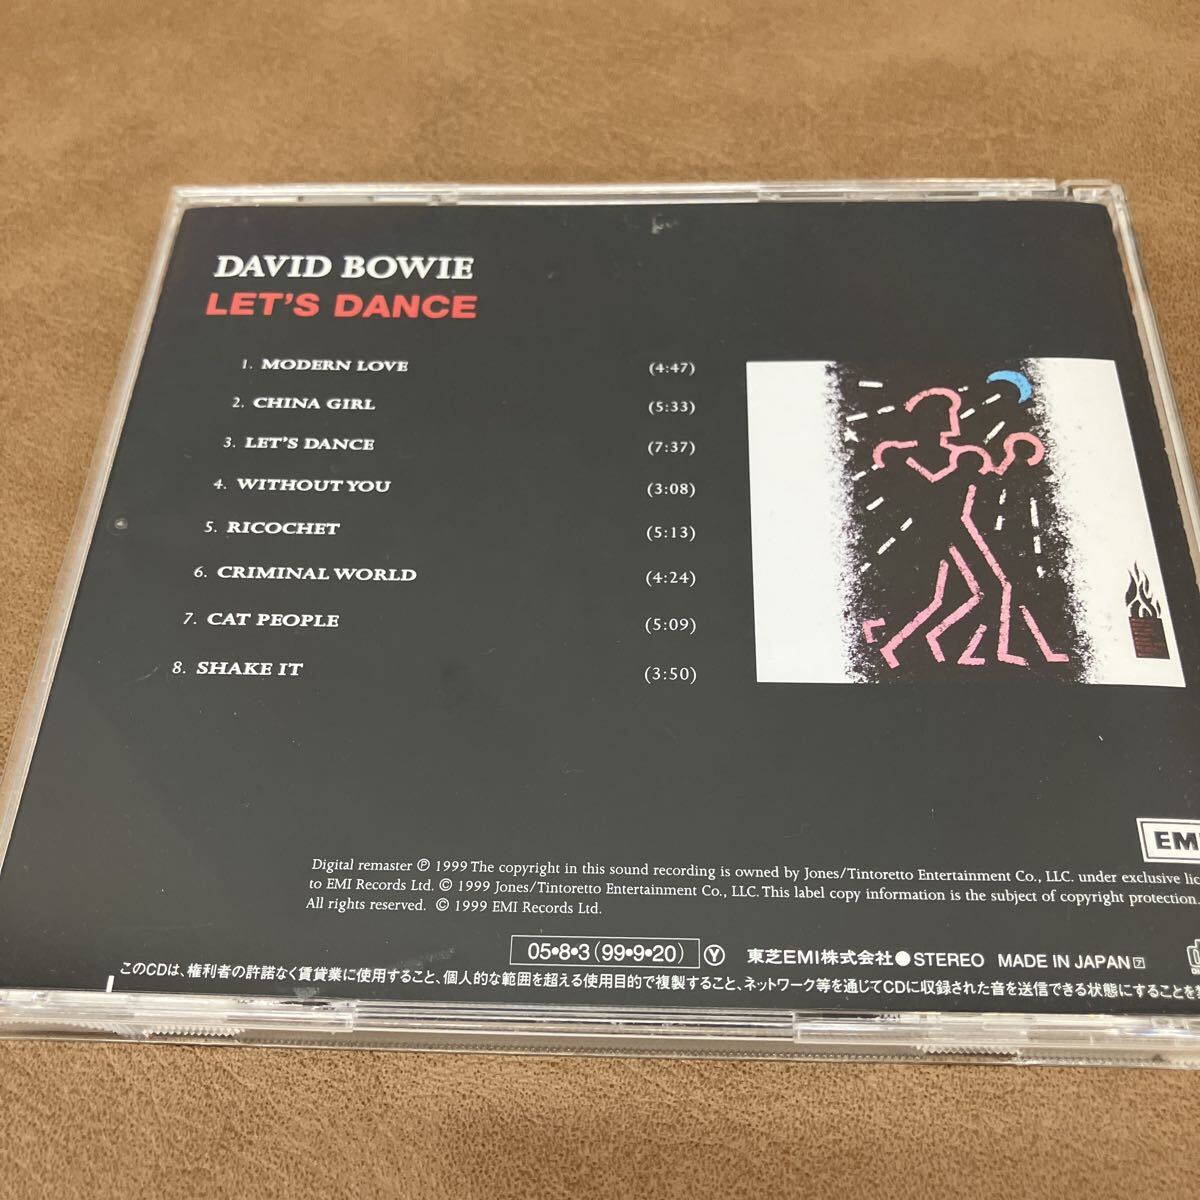 DAVID BOWIE
LET'S DANCE
1. MODERN LOVE (4:47)
2. CHINA GIRL (5:33)
3. LET'S DANCE (7:37)
4. WITHOUT YOU (3:08)
5. RICOCHET (5:13)
6. CRIMINAL WORLD (4:24)
7. CAT PEOPLE (5:09)
8. SHAKE IT (3:50)
EMI
Digital remaster ℗ 1999 The copyright in this sound recording is owned by Jones/Tintoretto Entertainment Co., LLC. under exclusive lic
to EMI Records Ltd. © 1999 Jones/Tintoretto Entertainment Co., LLC. This label copy information is the subject of copyright protection.
All rights reserved. © 1999 EMI Records Ltd.
05•8•3(99•9•20) Ⓨ 東芝EMI株式会社●STEREO MADE IN JAPAN
このCDは、権利者の許諾なく賃貸業に使用すること、個人的な範囲を超える使用目的で複製すること、ネットワーク等を通じてCDに収録された音を送信できる状態にすることを